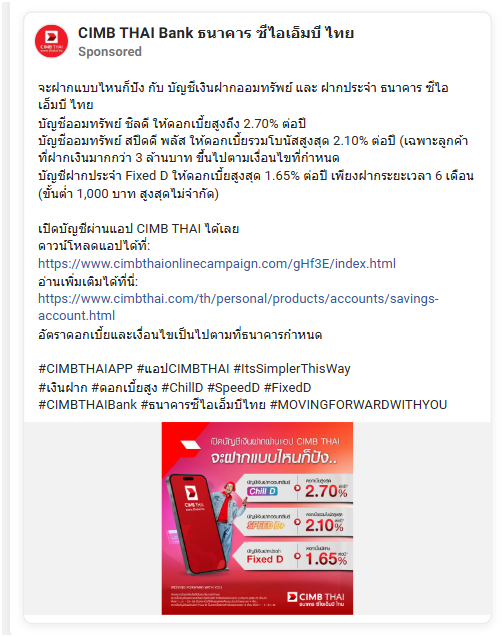 CIMB THAI Bank ธนาคาร ซีไอเอ็มบี ไทย
Sponsored
จะฝากแบบไหนก็ปัง กับ บัญชีเงินฝากออมทรัพย์ และ ฝากประจำ ธนาคาร ซีไอ
เอ็มบี ไทย
บัญชีออมทรัพย์ ชิลดี ให้ดอกเบี้ยสูงถึง 2.70% ต่อปี
บัญชีออมทรัพย์ สปีดดี พลัส ให้ดอกเบี้ยรวมโบนัสสูงสุด 2.10% ต่อปี (เฉพาะลูกค้า
ที่ฝากเงินมากกว่า 3 ล้านบาท ขึ้นไปตามเงื่อนไขที่กำหนด
บัญชีฝากประจำ Fixed D ให้ดอกเบี้ยสูงสุด 1.65% ต่อปี เพียงฝากระยะเวลา 6 เดือน
(ขั้นต่ำ 1,000 บาท สูงสุดไม่จำกัด)
เปิดบัญชีผ่านแอป CIMB THAI ได้เลย
ดาวน์โหลดแอปได้ที่:
https://www.cimbthaionlinecampaign.com/gHf3E/index.html
อ่านเพิ่มเติมได้ที่นี่:
https://www.cimbthai.com/th/personal/products/accounts/savings-
account.html
อัตราดอกเบี้ยและเงื่อนไขเป็นไปตามที่ธนาคารกำหนด
#CIMBTHAIAPP #แอปCIMBTHAI #ItsSimplerThisWay
#เงินฝาก #ดอกเบี้ยสูง #ChillD #SpeedD #FixedD
#CIMBTHAIBank #ธนาคารซีไอเอ็มบีไทย #MOVINGFORWARDWITHYOU
เปิดบัญชีเงินฝากผ่านแอป CIMB THAI
จะฝากแบบไหนก็ปัง..
Chill D
2.70%
SPEED D+
2.10%
Fixed D
1.65%
CIMB THAI
ธนาคาร ซีไอเอ็มบี ไทย